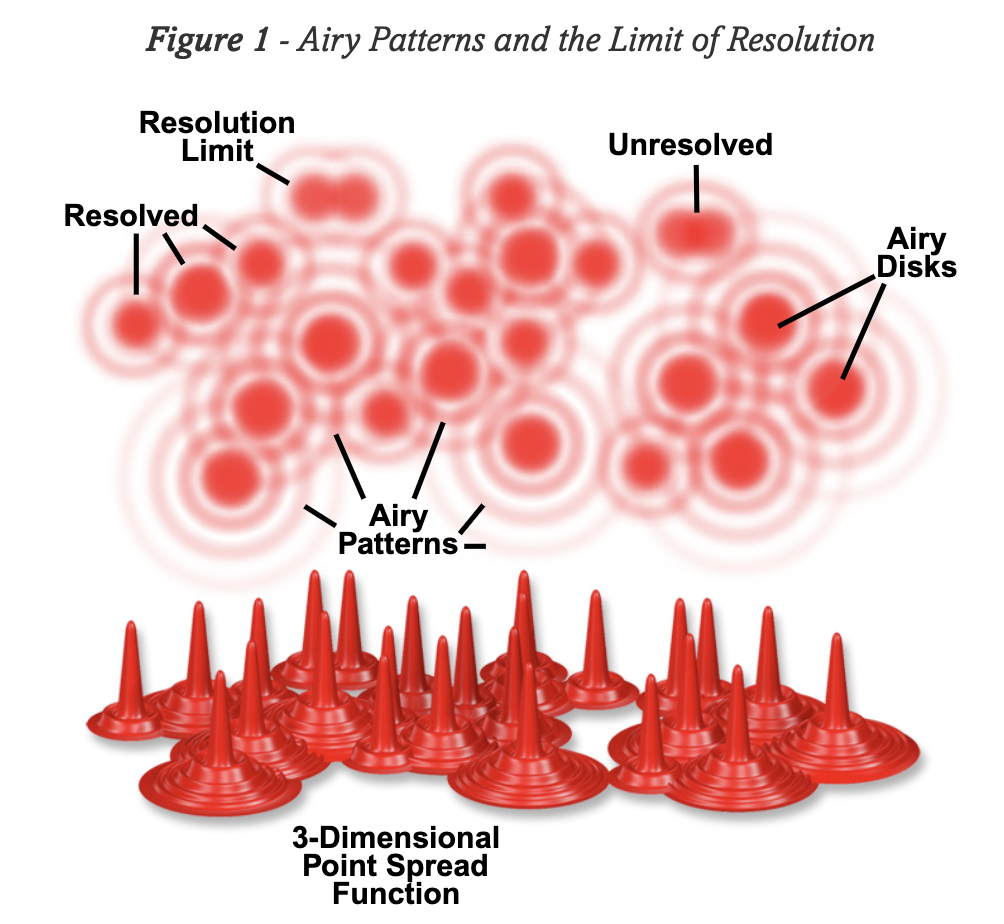 Figure 1 - Airy Patterns and the Limit of Resolution
Resolution
Limit
Unresolved
Resolved
Airy
Disks
Airy
Patterns
3-Dimensional
Point Spread
Function